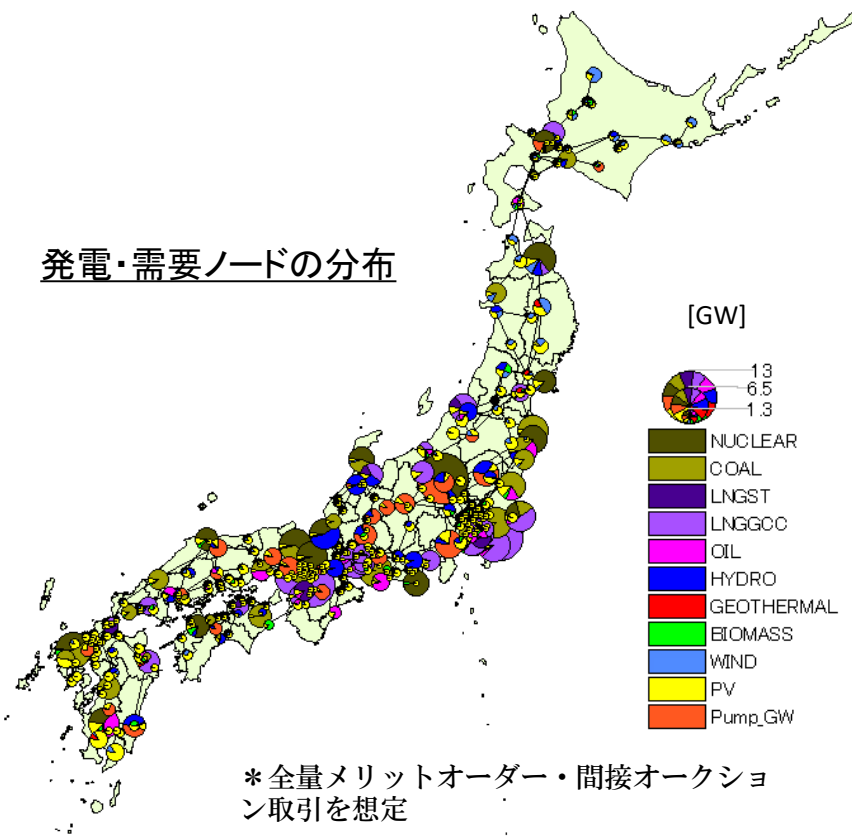 発電・需要ノードの分布
[GW]
13
6.5
1.3
NUCLEAR
COAL
LNGST
LNGGCC
OIL
HYDRO
GEOTHERMAL
BIOMASS
WIND
PV
Pump_GW
＊全量メリットオーダー・間接オークショ
ン取引を想定